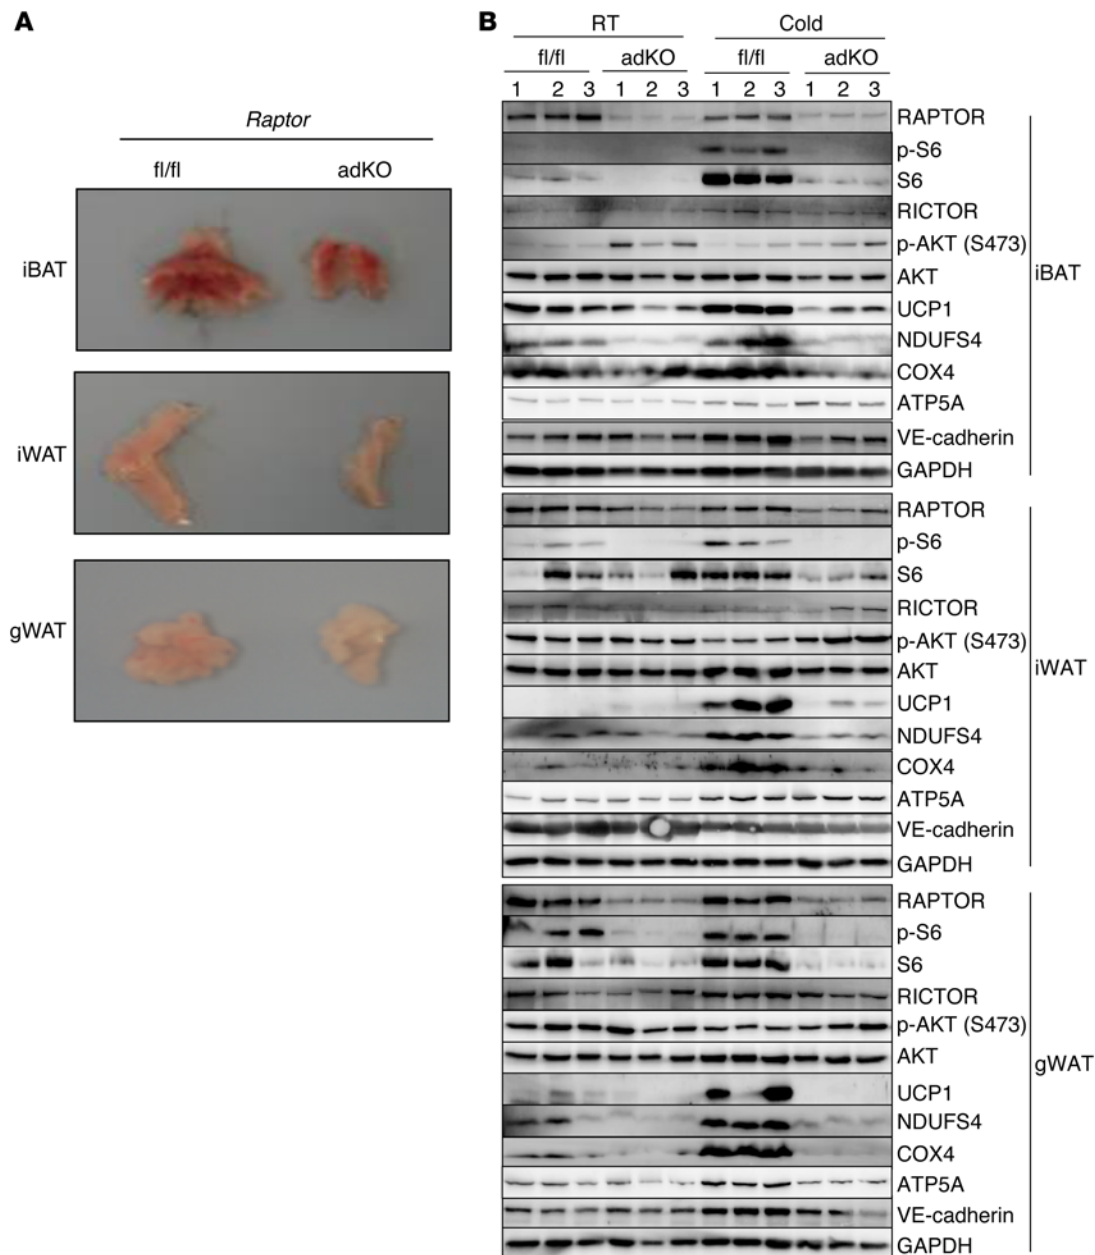 A
Raptor
fl/fl adKO
iBAT
iWAT
gWAT
B
RT Cold
fl/fl adKO fl/fl adKO
1 2 3 1 2 3 1 2 3 1 2 3
RAPTOR
p-S6
S6
RICTOR
p-AKT (S473)
AKT
UCP1
NDUFS4
COX4
ATP5A
VE-cadherin
GAPDH
iBAT
RAPTOR
p-S6
S6
RICTOR
p-AKT (S473)
AKT
UCP1
NDUFS4
COX4
ATP5A
VE-cadherin
GAPDH
iWAT
RAPTOR
p-S6
S6
RICTOR
p-AKT (S473)
AKT
UCP1
NDUFS4
COX4
ATP5A
VE-cadherin
GAPDH
gWAT